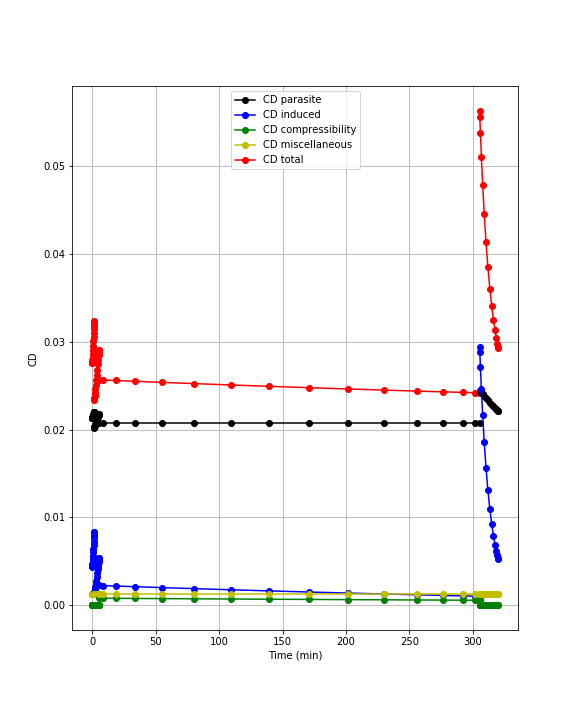 CD parasite
CD induced
CD compressibility
CD miscellaneous
CD total
0.05
0.04
0.03
0.02
0.01
0.00
CD
0 50 100 150 200 250 300
Time (min)